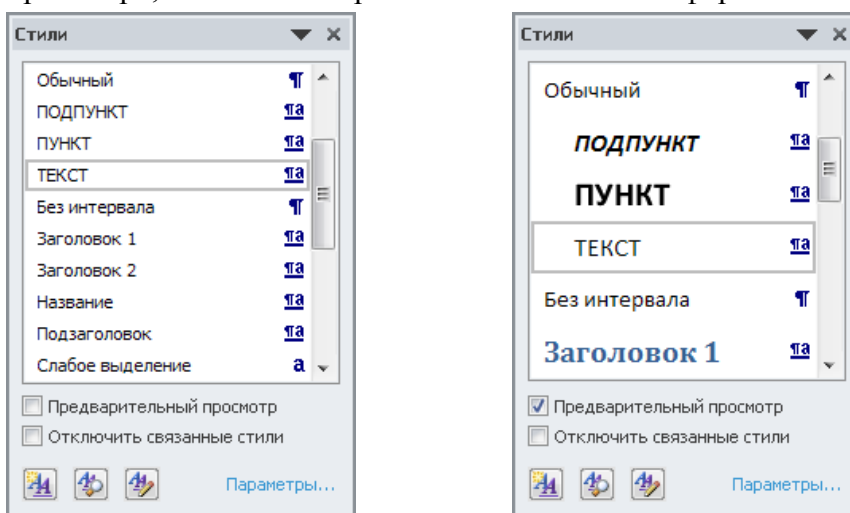 Стили
Обычный
ПОДПУНКТ
ПУНКТ
ТЕКСТ
Без интервала
Заголовок 1
Заголовок 2
Название
Подзаголовок
Слабое выделение
Предварительный просмотр
Отключить связанные стили
Параметры...
Стили
Обычный
ПОДПУНКТ
ПУНКТ
ТЕКСТ
Без интервала
Заголовок 1
Предварительный просмотр
Отключить связанные стили
Параметры...